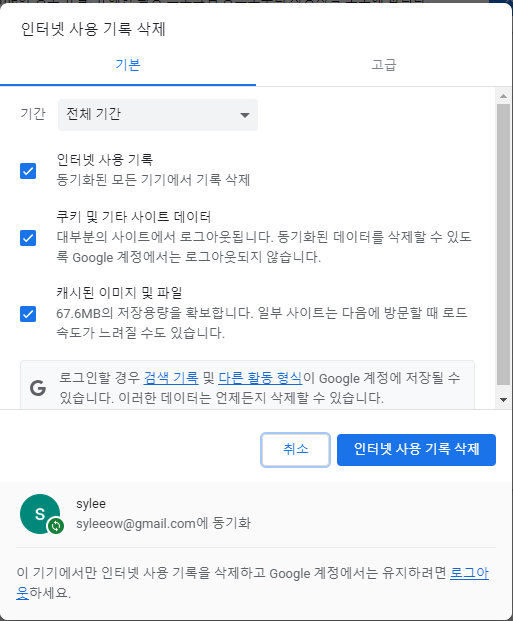 인터넷 사용 기록 삭제
기본
고급
기간
전체 기간
인터넷 사용 기록
동기화된 모든 기기에서 기록 삭제
쿠키 및 기타 사이트 데이터
대부분의 사이트에서 로그아웃됩니다. 동기화된 데이터를 삭제할 수 있도
록 Google 계정에서는 로그아웃되지 않습니다.
캐시된 이미지 및 파일
67.6MB의 저장용량을 확보합니다. 일부 사이트는 다음에 방문할 때 로드
속도가 느려질 수도 있습니다.
G
로그인할 경우 검색 기록 및 다른 활동 형식이 Google 계정에 저장될 수
있습니다. 이러한 데이터는 언제든지 삭제할 수 있습니다.
취소
인터넷 사용 기록 삭제
S
sylee
syleeow@gmail.com에 동기화
이 기기에서만 인터넷 사용 기록을 삭제하고 Google 계정에서는 유지하려면 로그아
웃하세요.